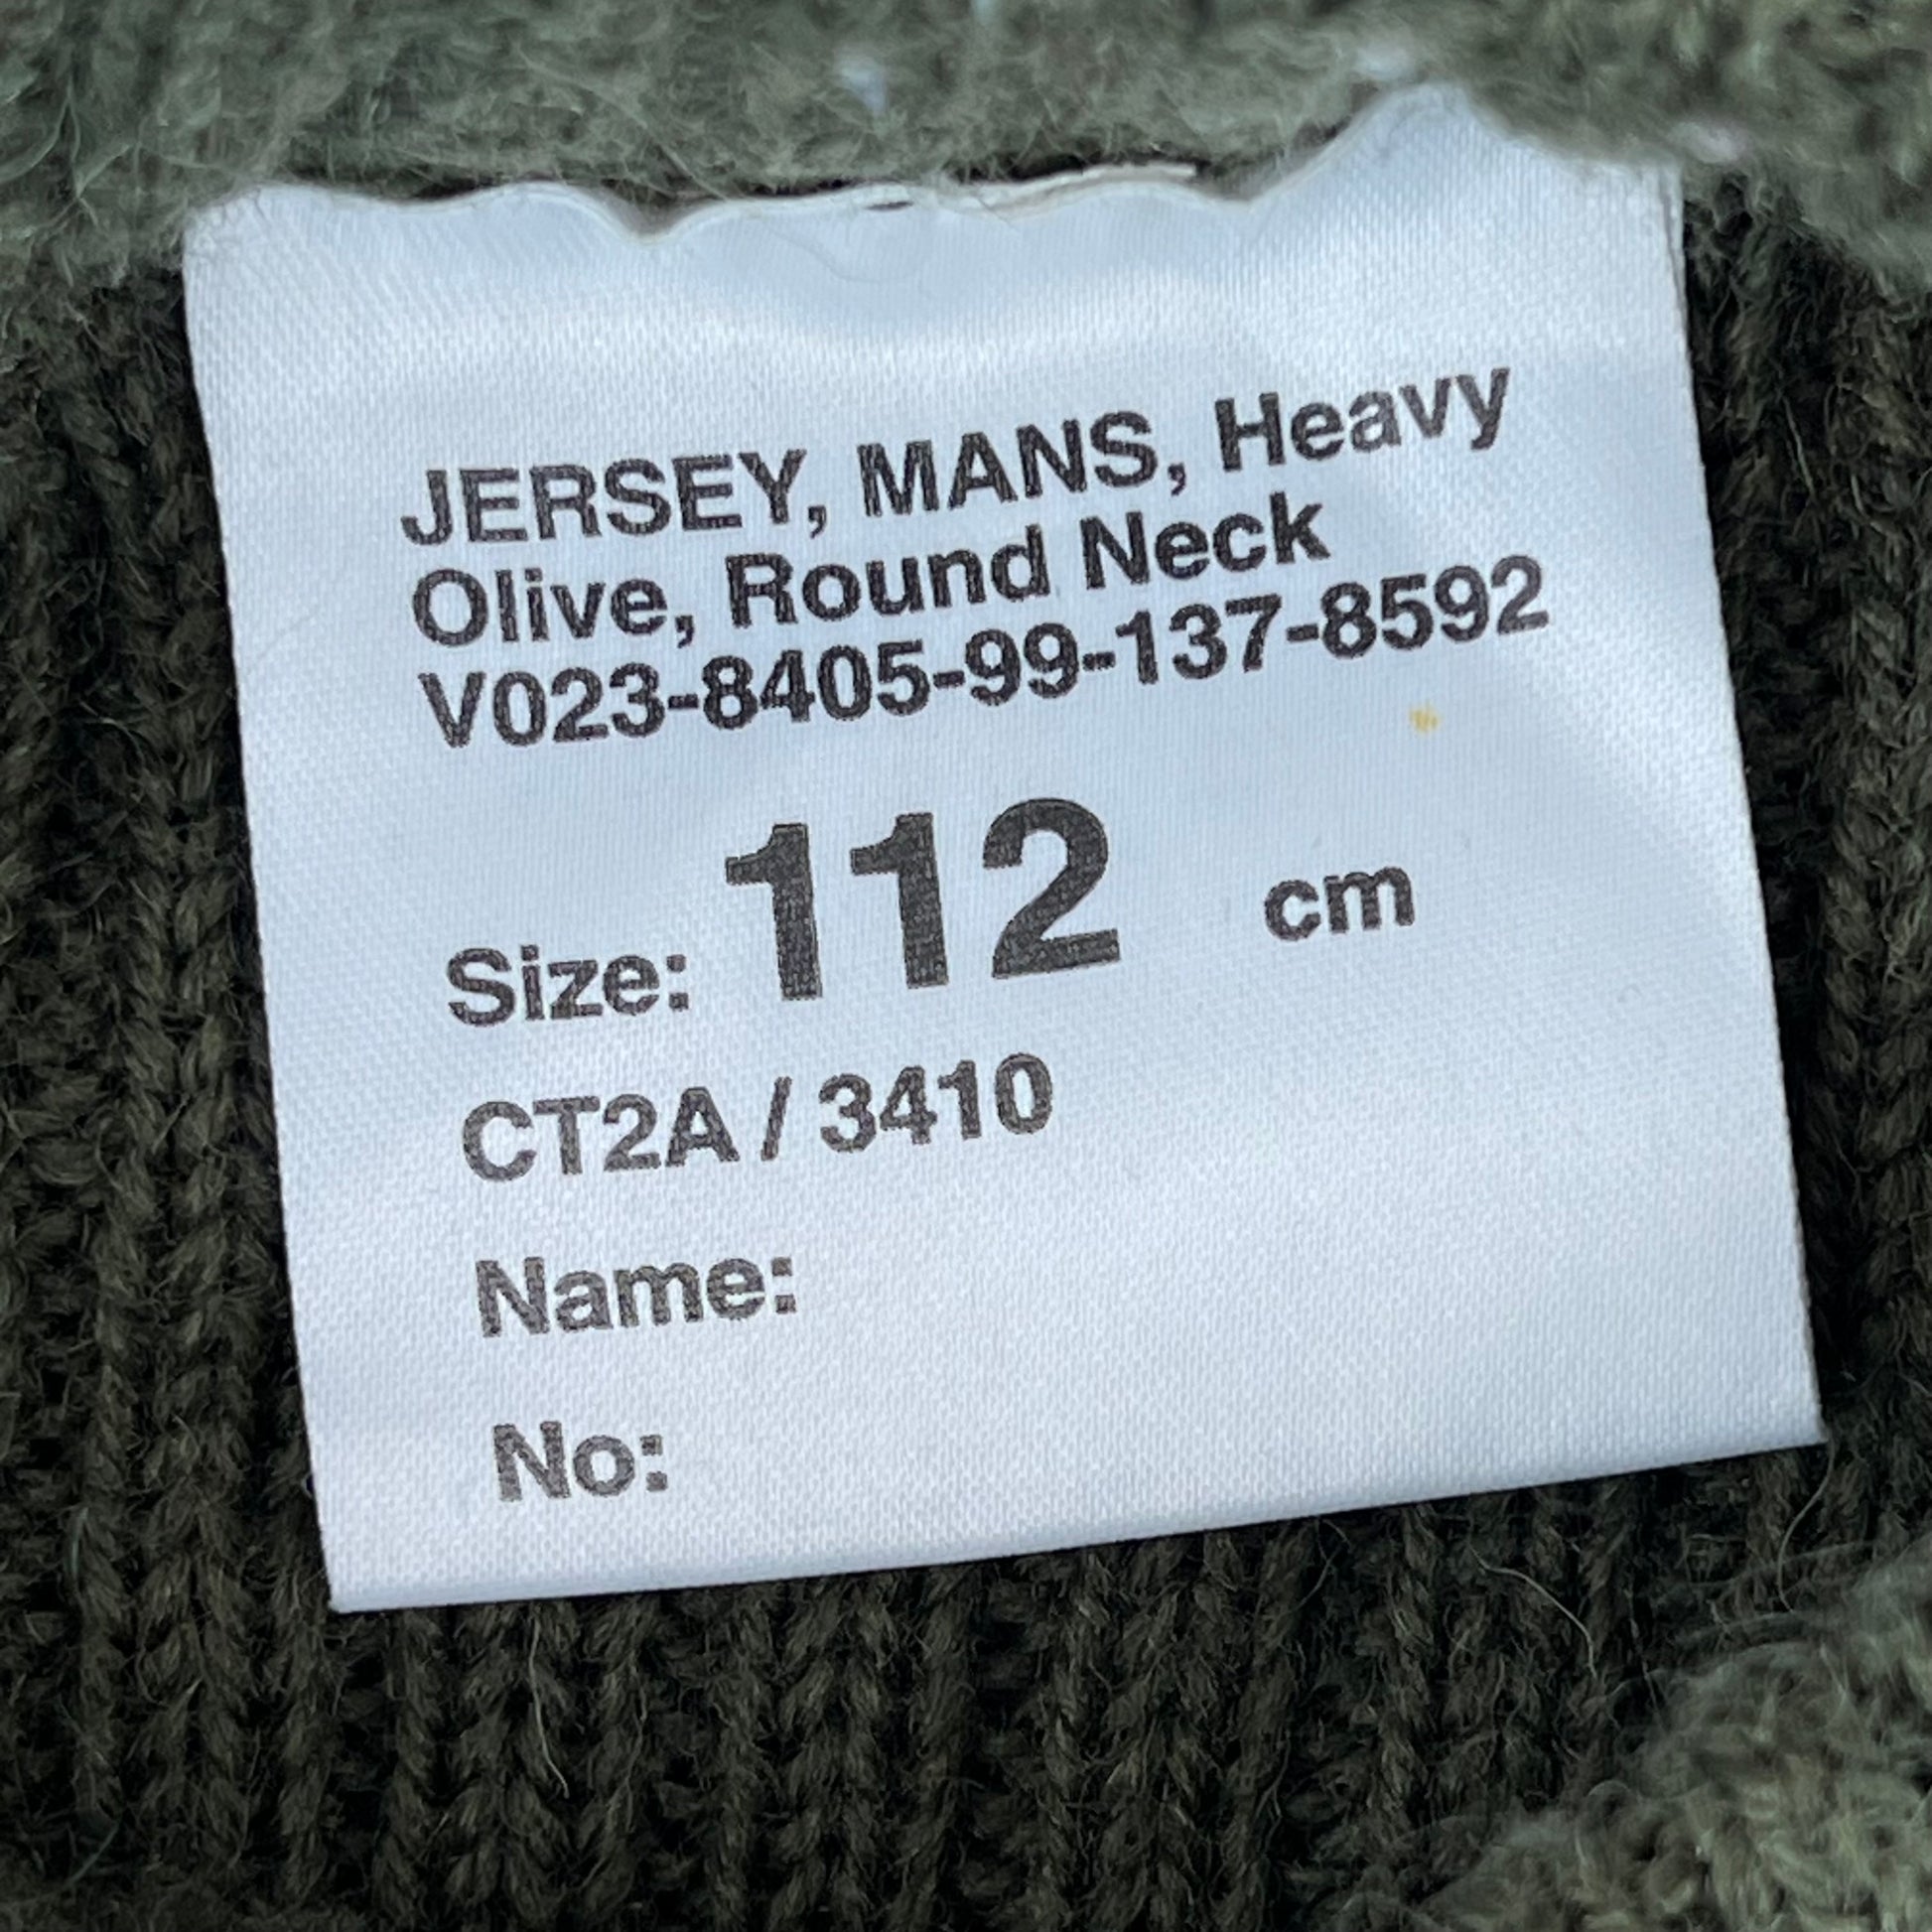 JERSEY, MANS, Heavy
Olive, Round Neck
V023-8405-99-137-8592
Size: 112 cm
CT2A / 3410
Name:
No: